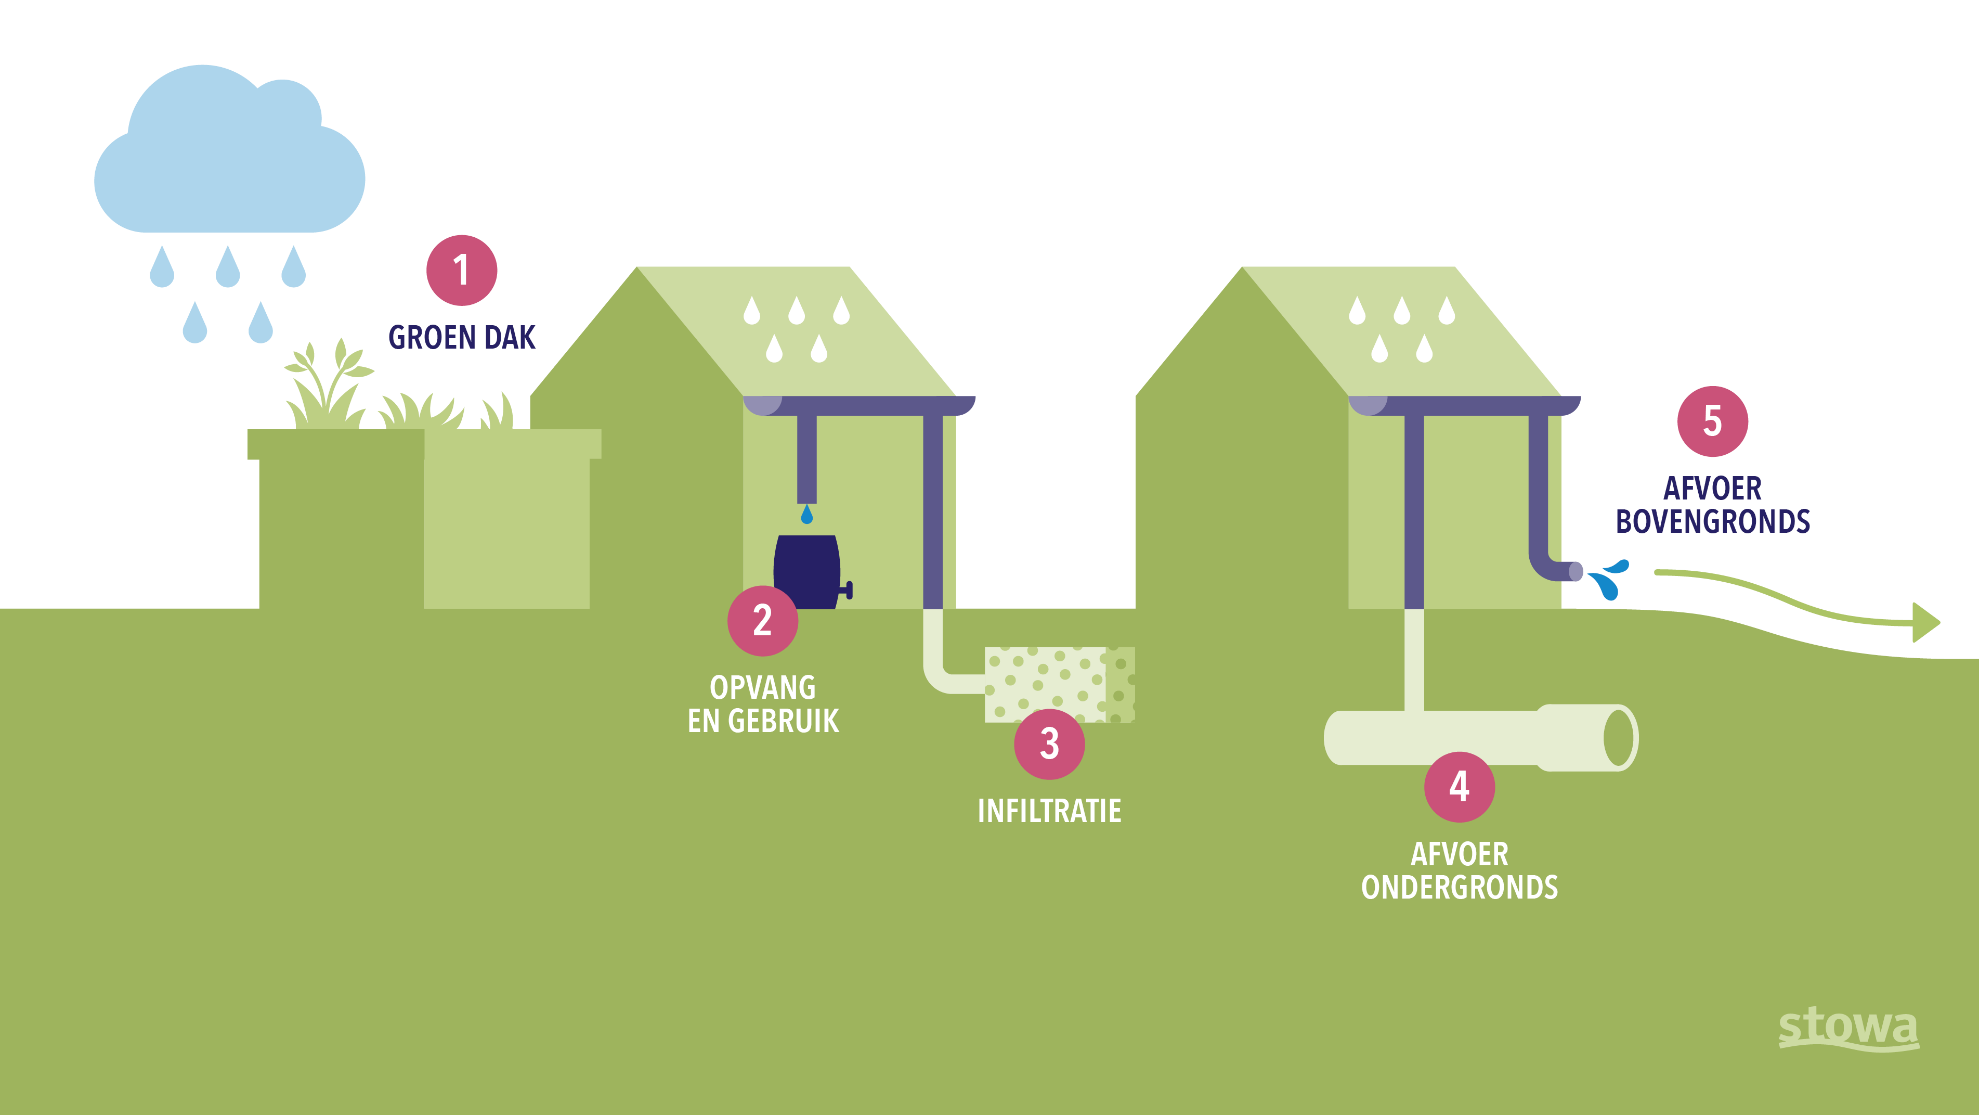 1
GROEN DAK
2
OPVANG
EN GEBRUIK
3
INFILTRATIE
4
AFVOER
ONDERGRONDS
5
AFVOER
BOVENGRONDS
stowa